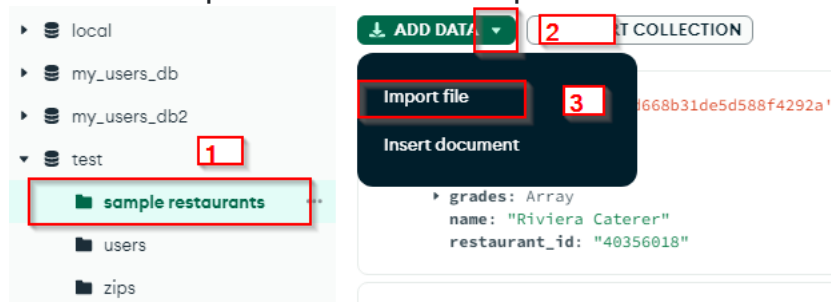 local
my_users_db
my_users_db2
test
1
sample restaurants
users
zips
ADD DATA
2
RT COLLECTION
Import file
3
Insert document
d668b31de5d588f4292a'
grades: Array
name: "Riviera Caterer"
restaurant_id: "40356018"